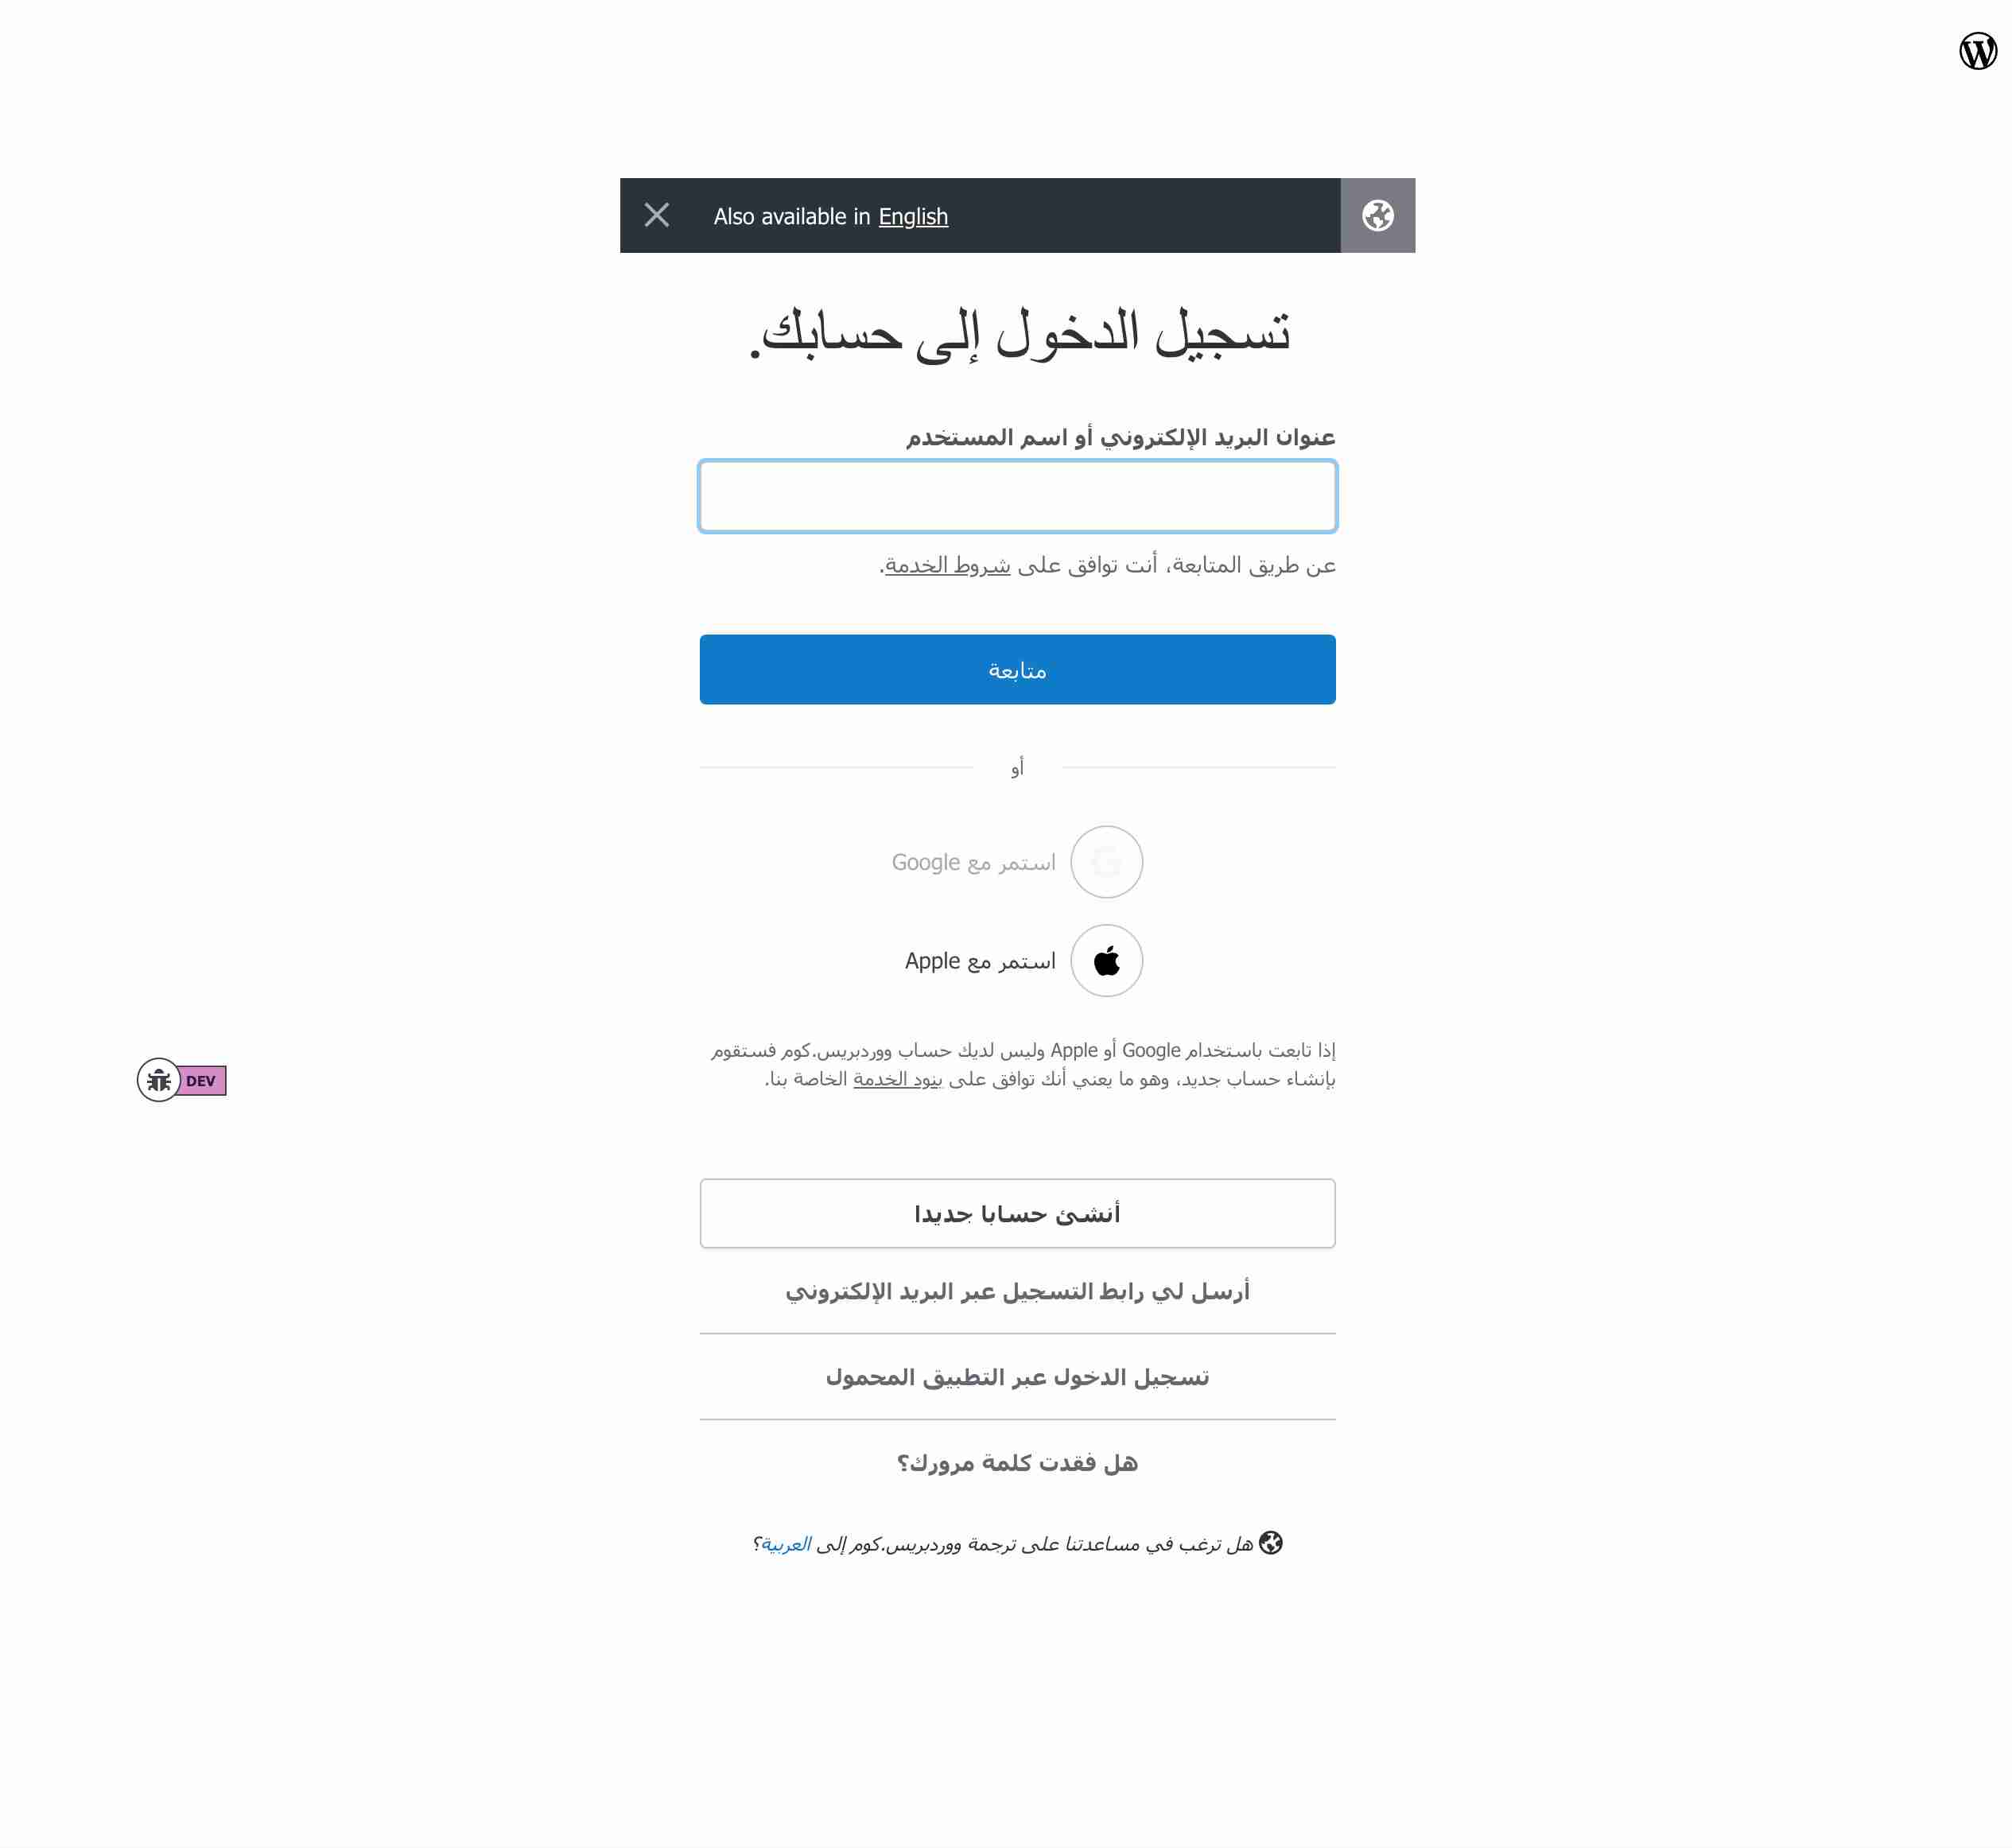 Also available in English
تسجيل الدخول إلى حسابك.
عنوان البريد الإلكتروني أو اسم المستخدم
عن طريق المتابعة، أنت توافق على شروط الخدمة.
متابعة
أو
استمر مع Google
استمر مع Apple
إذا تابعت باستخدام Google أو Apple وليس لديك حساب ووردبريس.كوم فستقوم
بإنشاء حساب جديد، وهو ما يعني أنك توافق على بنود الخدمة الخاصة بنا.
DEV
أنشئ حسابا جديدا
أرسل لي رابط التسجيل عبر البريد الإلكتروني
تسجيل الدخول عبر التطبيق المحمول
هل فقدت كلمة مرورك؟
هل ترغب في مساعدتنا على ترجمة ووردبريس.كوم إلى العربية؟